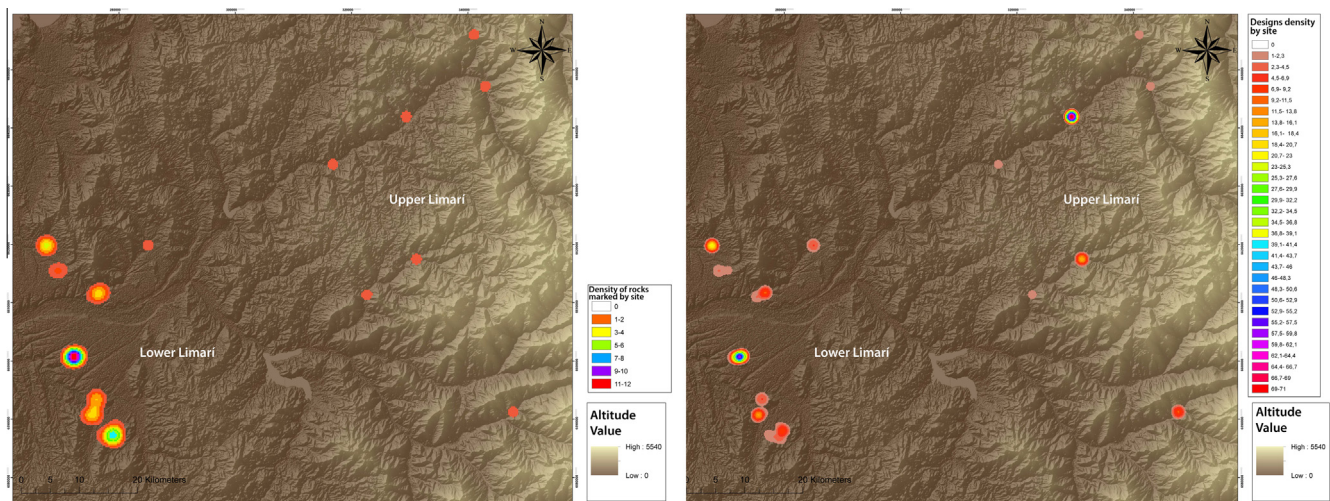 N
W E
S
Upper Limarí
Lower Limarí
0 5 10 20 Kilometers
Density of rocks
marked by site
0
1-2
3-4
5-6
7-8
9-10
11-12
Altitude
Value
High : 5540
Low : 0
N
W E
S
Upper Limarí
Lower Limarí
0 5 10 20 Kilometers
Designs density
by site
0
1-2,3
2,3-4,5
4,5-6,9
6,9- 9,2
9,2-11,5
11,5- 13,8
13,8- 16,1
16,1- 18,4
18,4- 20,7
20,7- 23
23-25,3
25,3- 27,6
27,6- 29,9
29,9- 32,2
32,2- 34,5
34,5- 36,8
36,8- 39,1
39,1- 41,4
41,4- 43,7
43,7- 46
46-48,3
48,3- 50,6
50,6- 52,9
52,9- 55,2
55,2- 57,5
57,5- 59,8
59,8- 62,1
62,1-64,4
64,4- 66,7
66,7-69
69-71
Altitude
Value
High : 5540
Low : 0